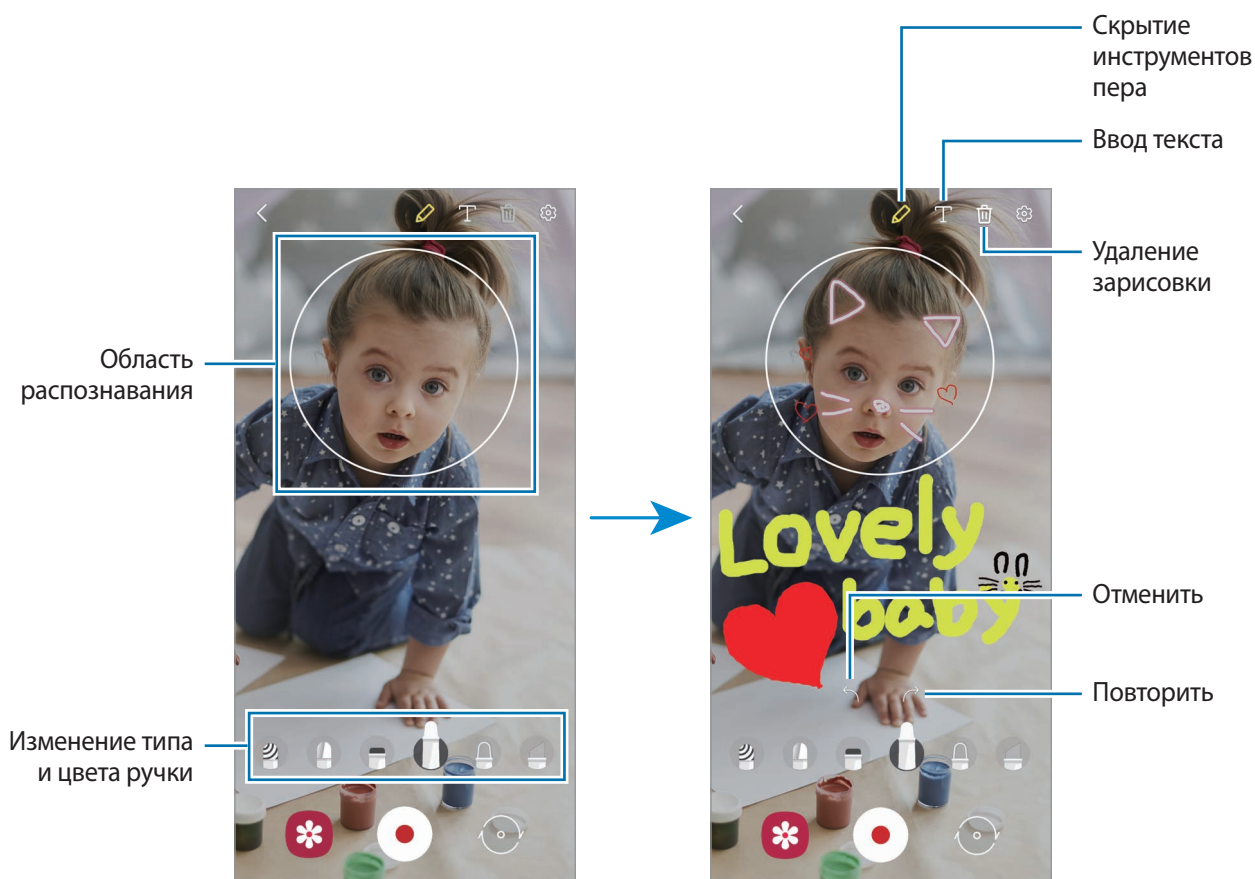 Скрытие
инструментов
пера
Ввод текста
Удаление
зарисовки
Область
распознавания
Lovely
baby
Отменить
Повторить
Изменение типа
и цвета ручки